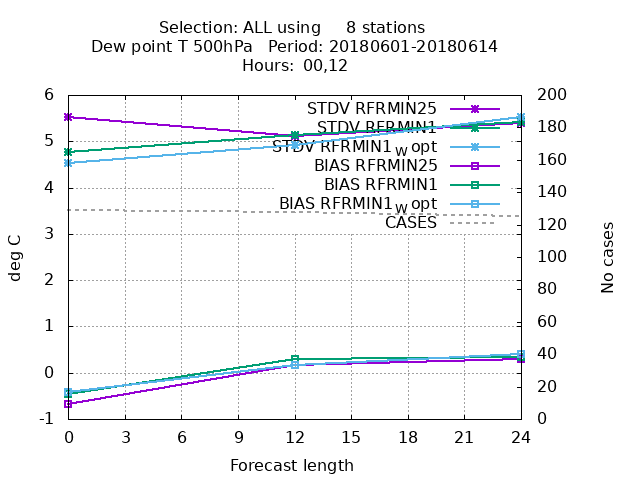 Selection: ALL using 8 stations
Dew point T 500hPa Period: 20180601-20180614
Hours: 00,12
6
5
4
3
2
1
0
-1
200
180
160
140
120
100
80
60
40
20
0
deg C
No cases
STDV RFRMIN25
STDV RFRMIN1
STDV RFRMIN1w opt
BIAS RFRMIN25
BIAS RFRMIN1
BIAS RFRMIN1w opt
CASES
0 3 6 9 12 15 18 21 24
Forecast length